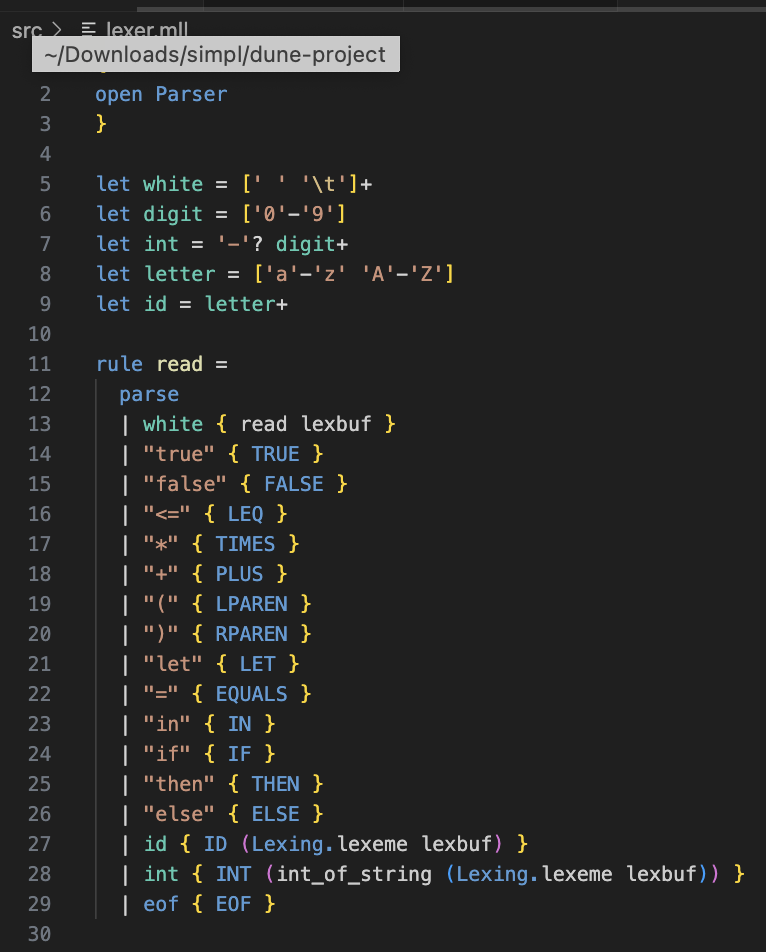 src > lexer.mll
~/Downloads/simpl/dune-project
2 open Parser
3 }
4
5 let white = [' ' '\t']+
6 let digit = ['0'-'9']
7 let int = '-'? digit+
8 let letter = ['a'-'z' 'A'-'Z']
9 let id = letter+
10
11 rule read =
12   parse
13   | white { read lexbuf }
14   | "true" { TRUE }
15   | "false" { FALSE }
16   | "<=" { LEQ }
17   | "*" { TIMES }
18   | "+" { PLUS }
19   | "(" { LPAREN }
20   | ")" { RPAREN }
21   | "let" { LET }
22   | "=" { EQUALS }
23   | "in" { IN }
24   | "if" { IF }
25   | "then" { THEN }
26   | "else" { ELSE }
27   | id { ID (Lexing.lexeme lexbuf) }
28   | int { INT (int_of_string (Lexing.lexeme lexbuf)) }
29   | eof { EOF }
30